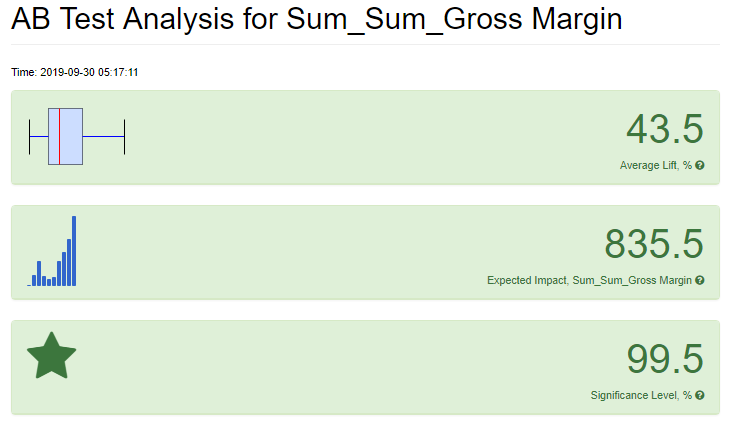 AB Test Analysis for Sum_Sum_Gross Margin
Time: 2019-09-30 05:17:11
43.5
Average Lift, %
835.5
Expected Impact, Sum_Sum_Gross Margin
99.5
Significance Level, %